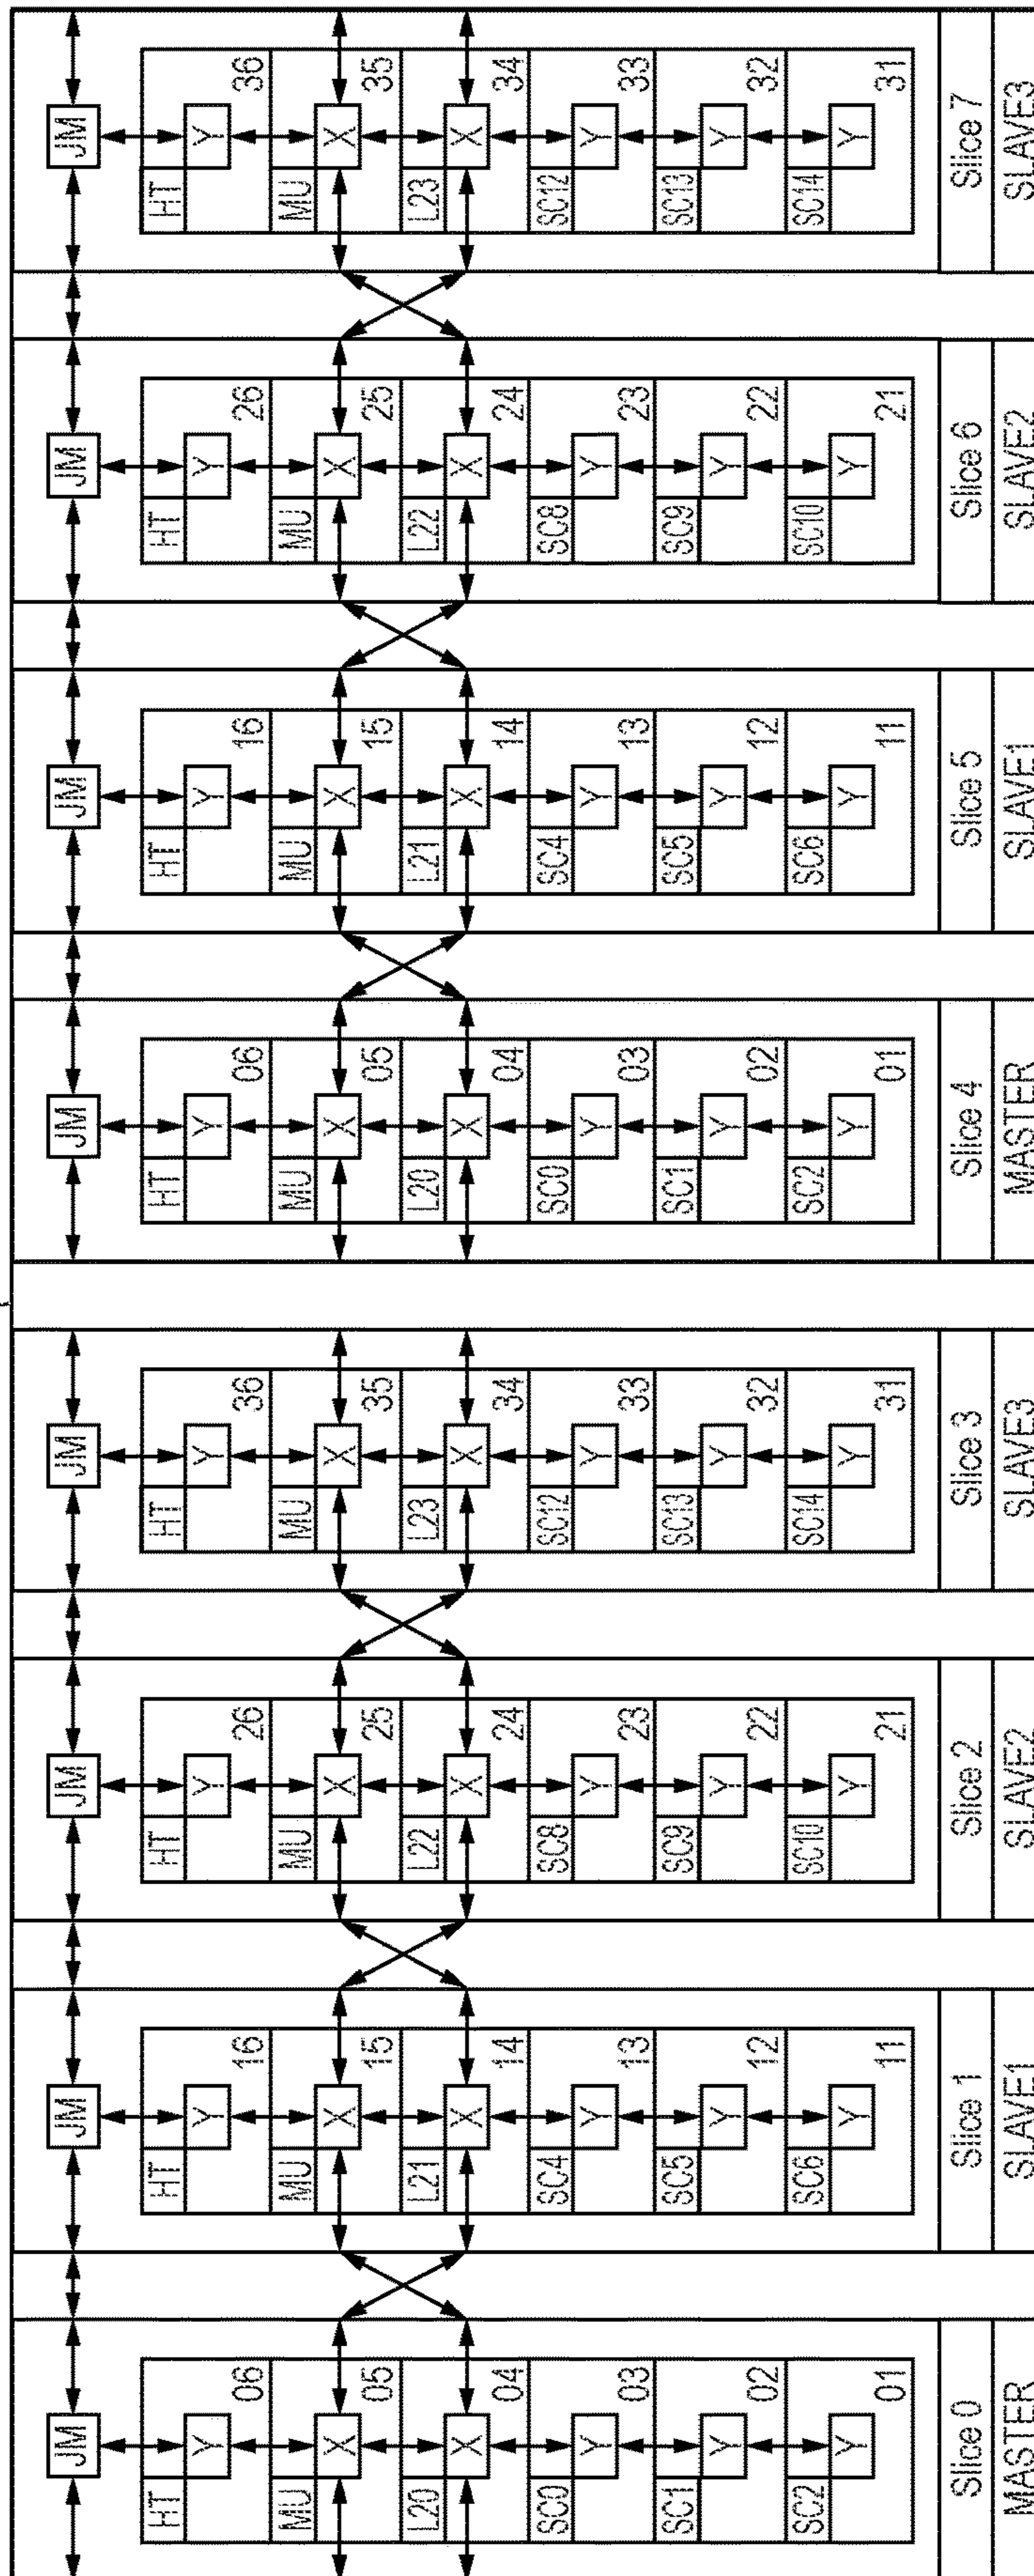 JM JM JM JM JM JM JM JM
HT Y 06 HT Y 16 HT Y 26 HT Y 36 HT Y 06 HT Y 16 HT Y 26 HT Y 36
MU X 05 MU X 15 MU X 25 MU X 35 MU X 05 MU X 15 MU X 25 MU X 35
L20 X 04 L21 X 14 L22 X 24 L23 X 34 L20 X 04 L21 X 14 L22 X 24 L23 X 34
SC0 Y 03 SC4 Y 13 SC8 Y 23 SC12 Y 33 SC0 Y 03 SC4 Y 13 SC8 Y 23 SC12 Y 33
SC1 Y 02 SC5 Y 12 SC9 Y 22 SC13 Y 32 SC1 Y 02 SC5 Y 12 SC9 Y 22 SC13 Y 32
SC2 Y 01 SC6 Y 11 SC10 Y 21 SC14 Y 31 SC2 Y 01 SC6 Y 11 SC10 Y 21 SC14 Y 31
Slice 0 Slice 1 Slice 2 Slice 3 Slice 4 Slice 5 Slice 6 Slice 7
MASTER SLAVE1 SLAVE2 SLAVE3 MASTER SLAVE1 SLAVE2 SLAVE3